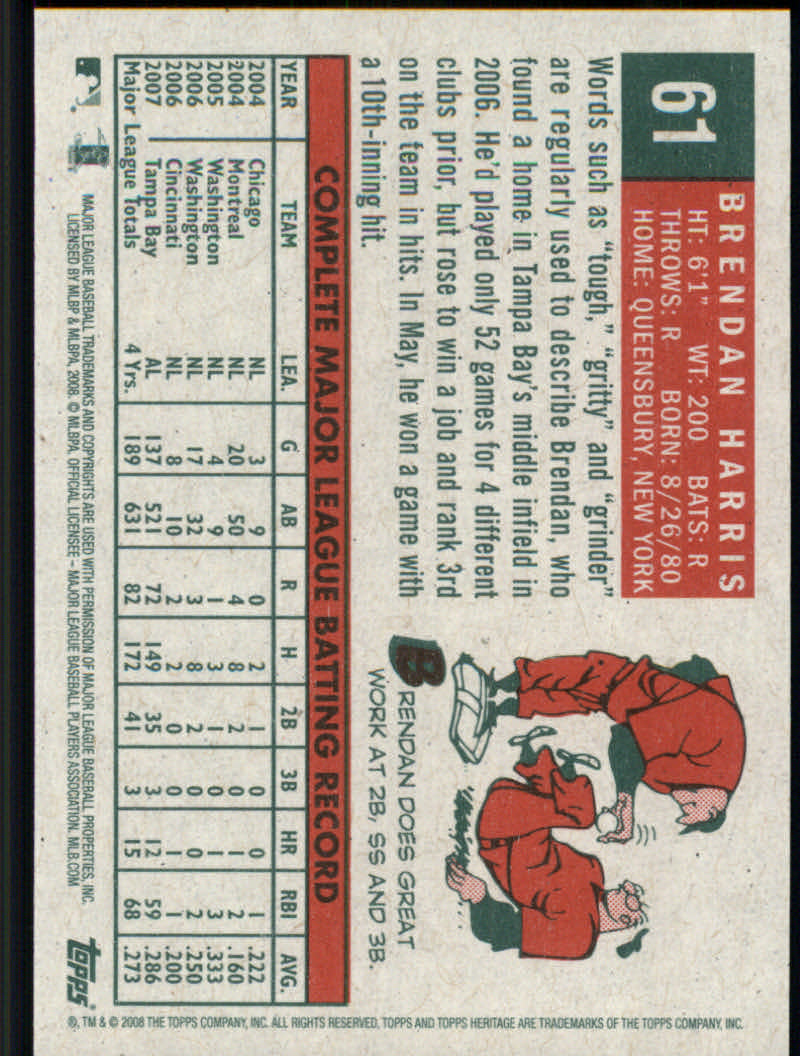 61
BRENDAN HARRIS
HT: 6'1" WT: 200 BATS: R
THROWS: R BORN: 8/26/80
HOME: QUEENSBURY, NEW YORK
Words such as "tough," "gritty" and "grinder"
are regularly used to describe Brendan, who
found a home in Tampa Bay's middle infield in
2006. He'd played only 52 games for 4 different
clubs prior, but rose to win a job and rank 3rd
on the team in hits. In May, he won a game with
a 10th-inning hit.
BRENDAN DOES GREAT
WORK AT 2B, SS AND 3B.
COMPLETE MAJOR LEAGUE BATTING RECORD
YEAR TEAM LEA. G AB R H 2B 3B HR RBI AVG.
2004 Chicago NL 3 9 0 2 1 0 0 1 .222
2004 Montreal NL 20 50 4 8 2 0 1 2 .160
2005 Washington NL 4 9 1 3 1 0 1 3 .333
2006 Washington NL 17 32 3 8 2 0 0 2 .250
2006 Cincinnati NL 8 10 2 2 0 0 1 1 .200
2007 Tampa Bay AL 137 521 72 149 35 3 12 59 .286
Major League Totals 4 Yrs. 189 631 82 172 41 3 15 68 .273
MAJOR LEAGUE BASEBALL TRADEMARKS AND COPYRIGHTS ARE USED WITH PERMISSION OF MAJOR LEAGUE BASEBALL PROPERTIES, INC.
LICENSED BY MLBP & MLBPA, 2008. © MLBPA. OFFICIAL LICENSEE – MAJOR LEAGUE BASEBALL PLAYERS ASSOCIATION. MLB.COM
topps®
®, TM & © 2008 THE TOPPS COMPANY, INC. ALL RIGHTS RESERVED. TOPPS AND TOPPS HERITAGE ARE TRADEMARKS OF THE TOPPS COMPANY, INC.